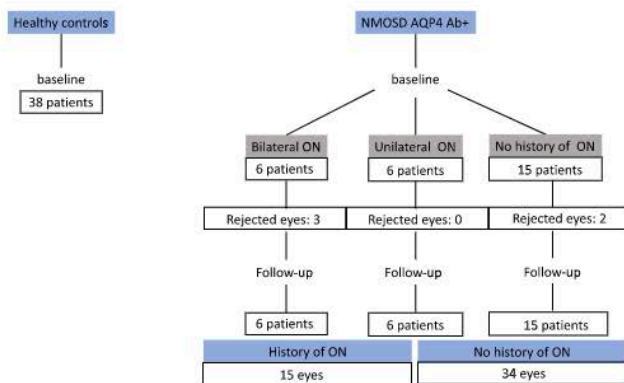 Healthy controls
baseline
38 patients
NMOSD AQP4 Ab+
baseline
Bilateral ON
6 patients
Unilateral ON
6 patients
No history of ON
15 patients
Rejected eyes: 3
Rejected eyes: 0
Rejected eyes: 2
Follow-up
Follow-up
Follow-up
6 patients
6 patients
15 patients
History of ON
15 eyes
No history of ON
34 eyes